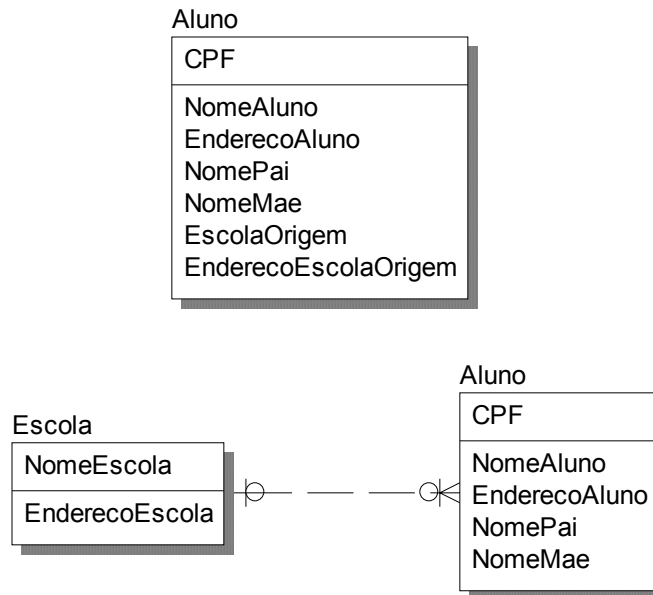 Aluno
CPF
NomeAluno
EnderecoAluno
NomePai
NomeMae
EscolaOrigem
EnderecoEscolaOrigem
Escola
NomeEscola
EnderecoEscola
Aluno
CPF
NomeAluno
EnderecoAluno
NomePai
NomeMae